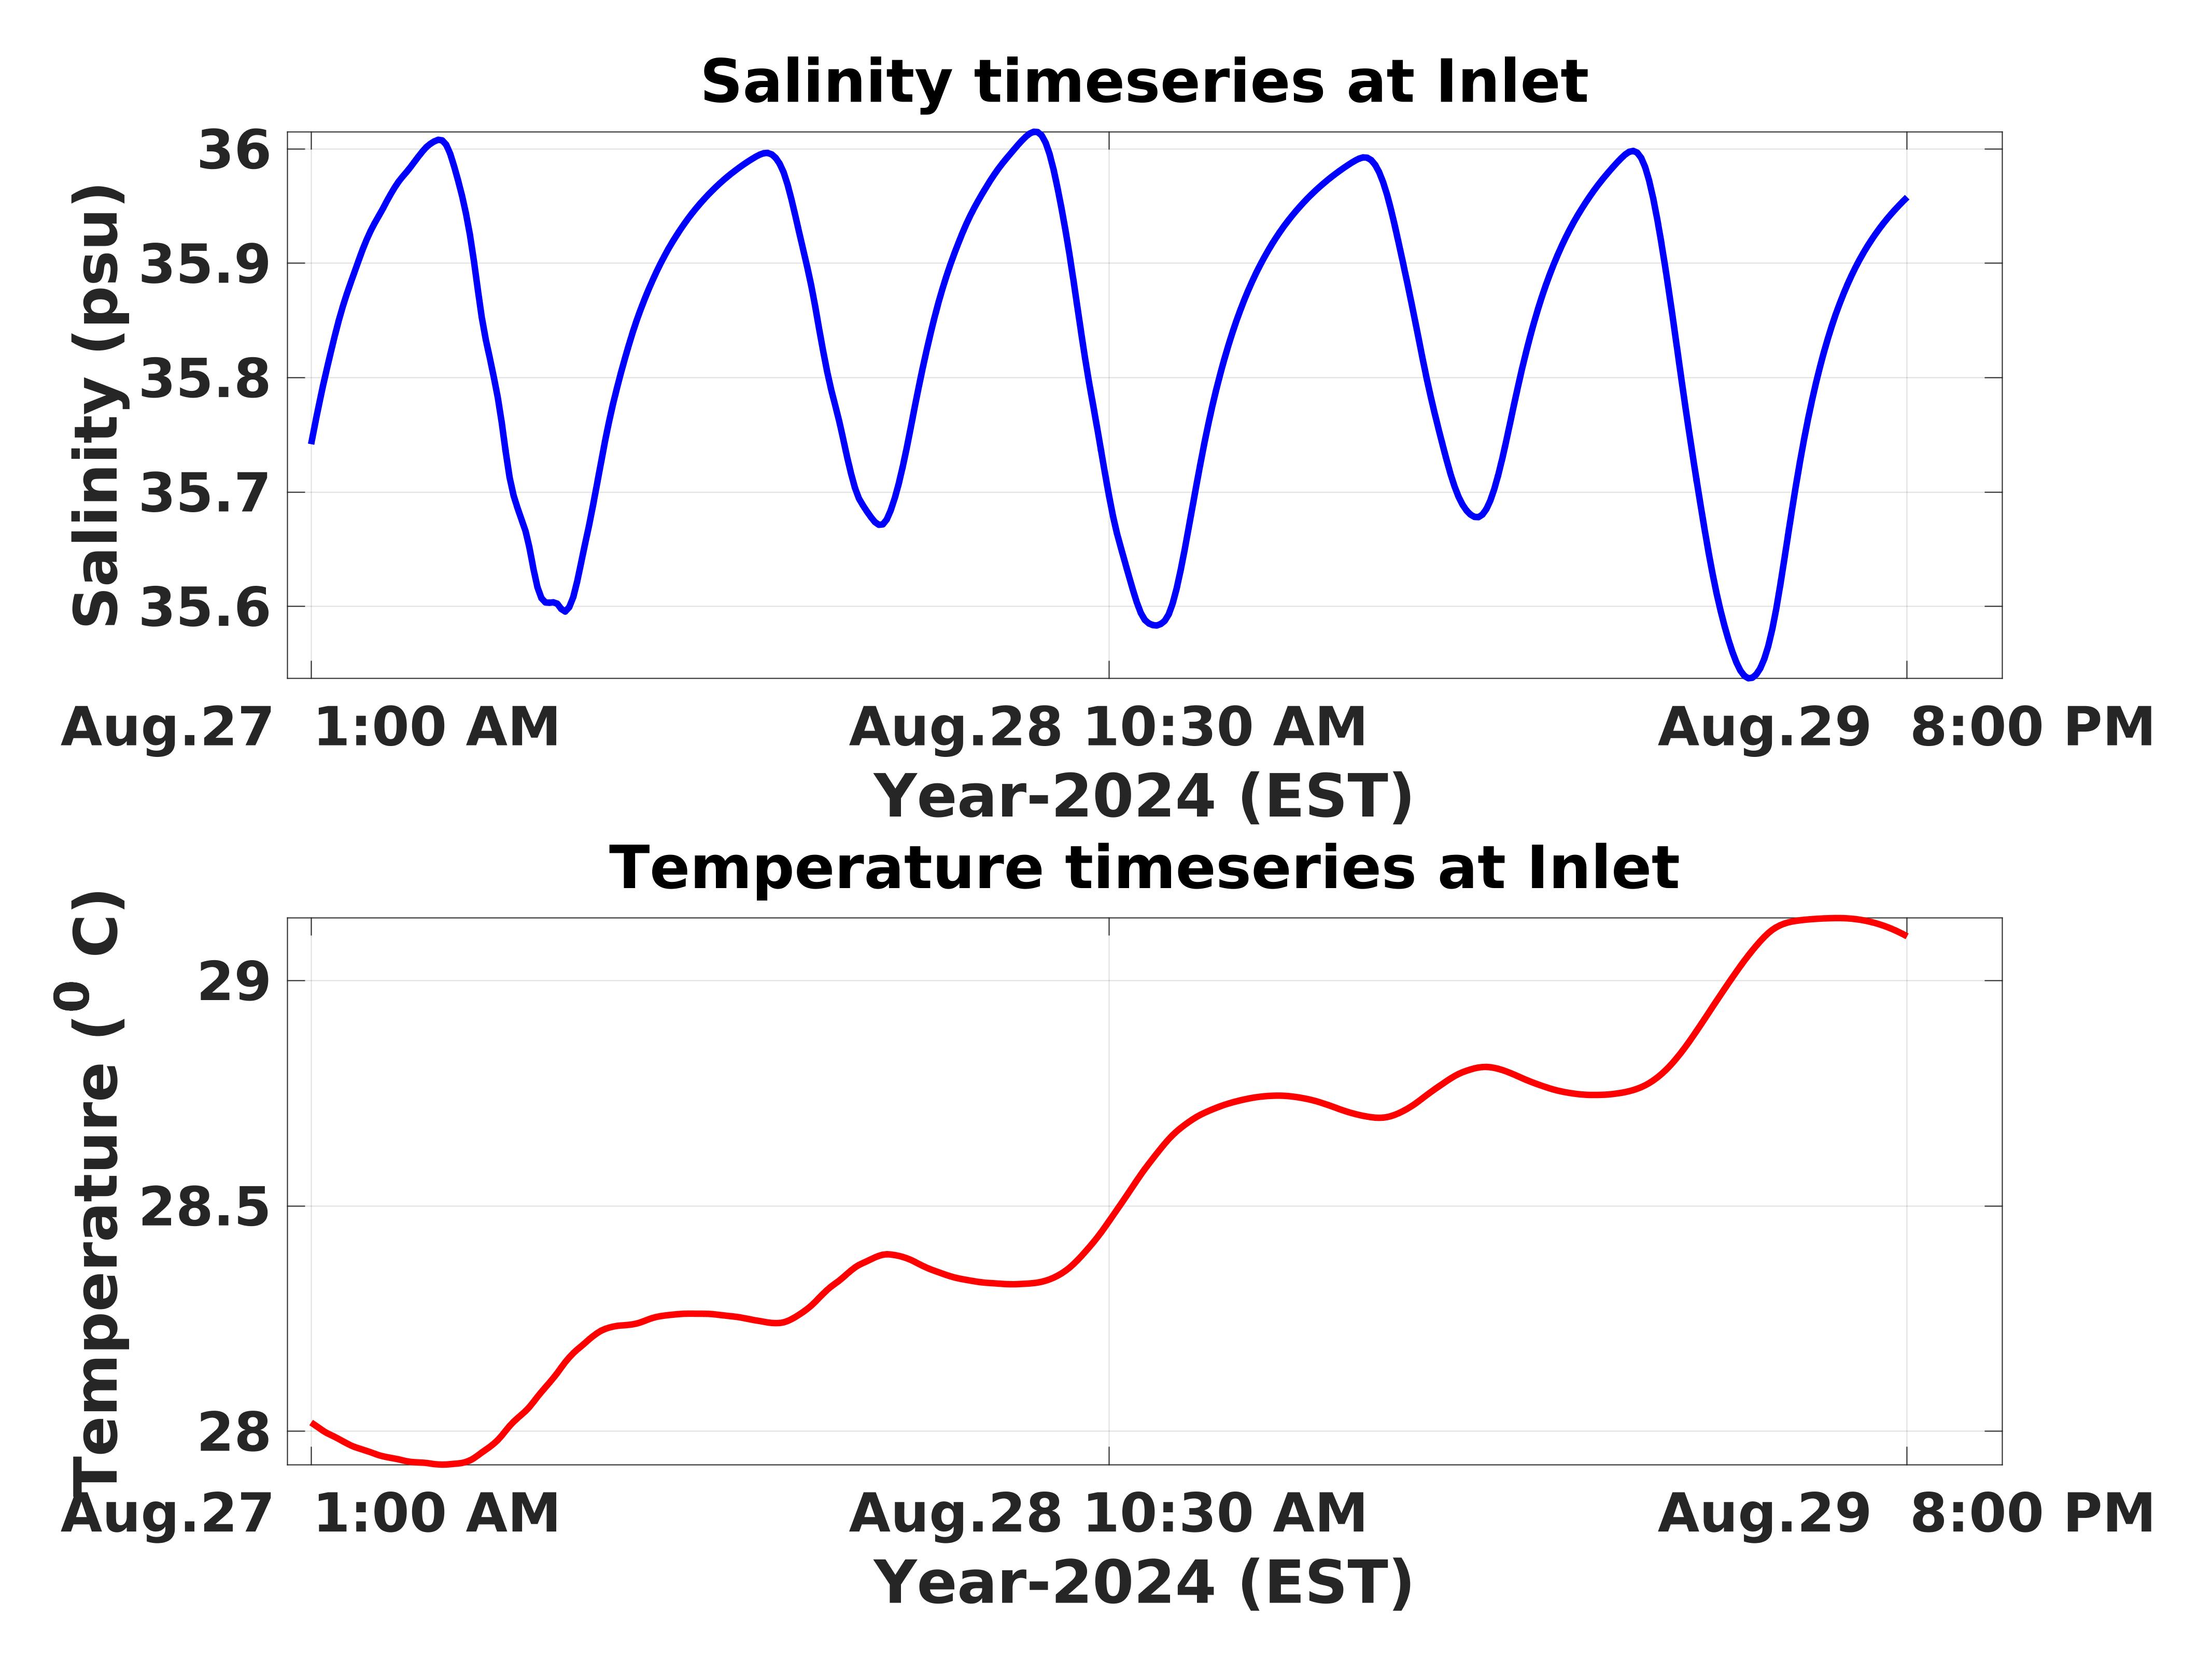 Salinity timeseries at Inlet
Salinity (psu)
36
35.9
35.8
35.7
35.6
Aug.27  1:00 AM
Aug.28 10:30 AM
Aug.29  8:00 PM
Year-2024 (EST)
Temperature timeseries at Inlet
Temperature (⁰ C)
29
28.5
28
Aug.27  1:00 AM
Aug.28 10:30 AM
Aug.29  8:00 PM
Year-2024 (EST)